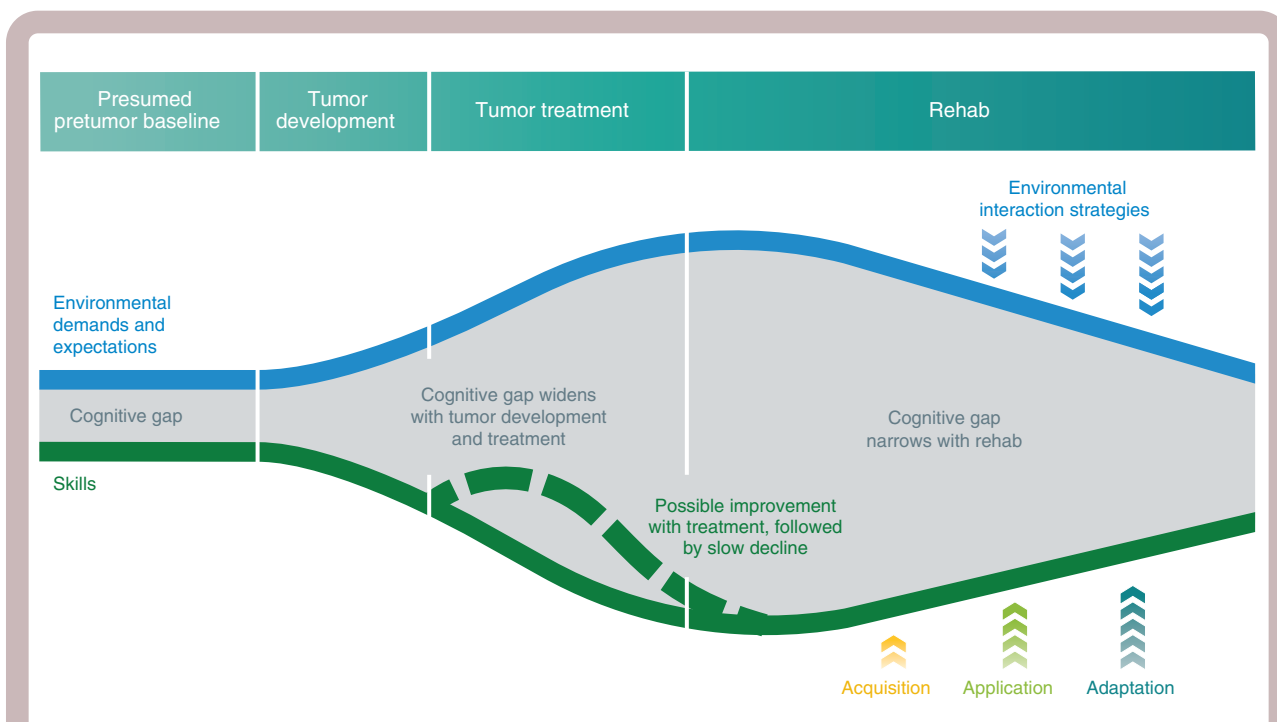 Presumed
pretumor baseline
Tumor
development
Tumor treatment
Rehab
Environmental
interaction strategies
Environmental
demands and
expectations
Cognitive gap
Cognitive gap widens
with tumor development
and treatment
Cognitive gap
narrows with rehab
Skills
Possible improvement
with treatment, followed
by slow decline
Acquisition
Application
Adaptation